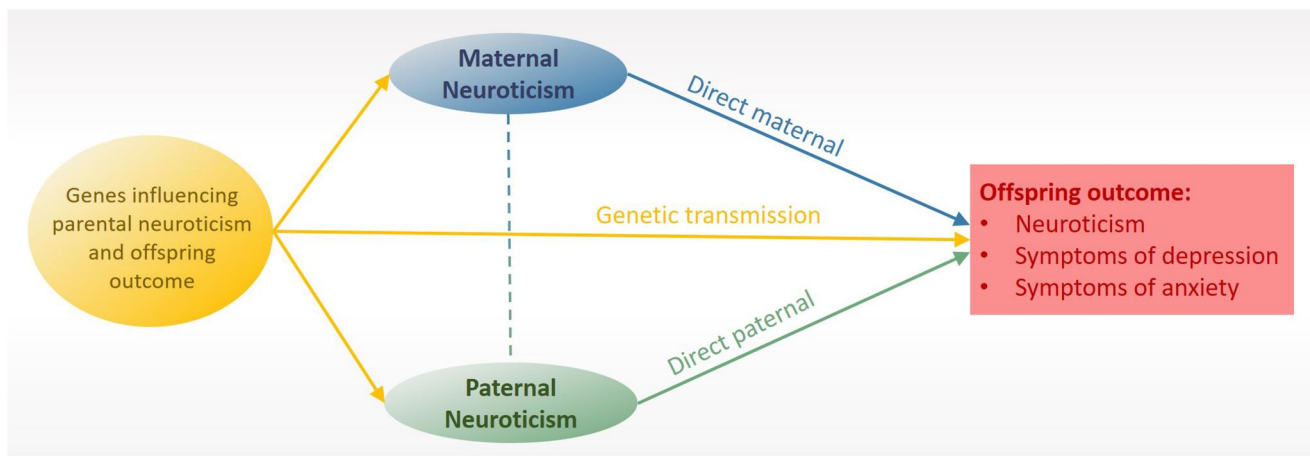 Maternal
Neuroticism
Direct maternal
Genes influencing
parental neuroticism
and offspring
outcome
Genetic transmission
Offspring outcome:
• Neuroticism
• Symptoms of depression
• Symptoms of anxiety
Direct paternal
Paternal
Neuroticism